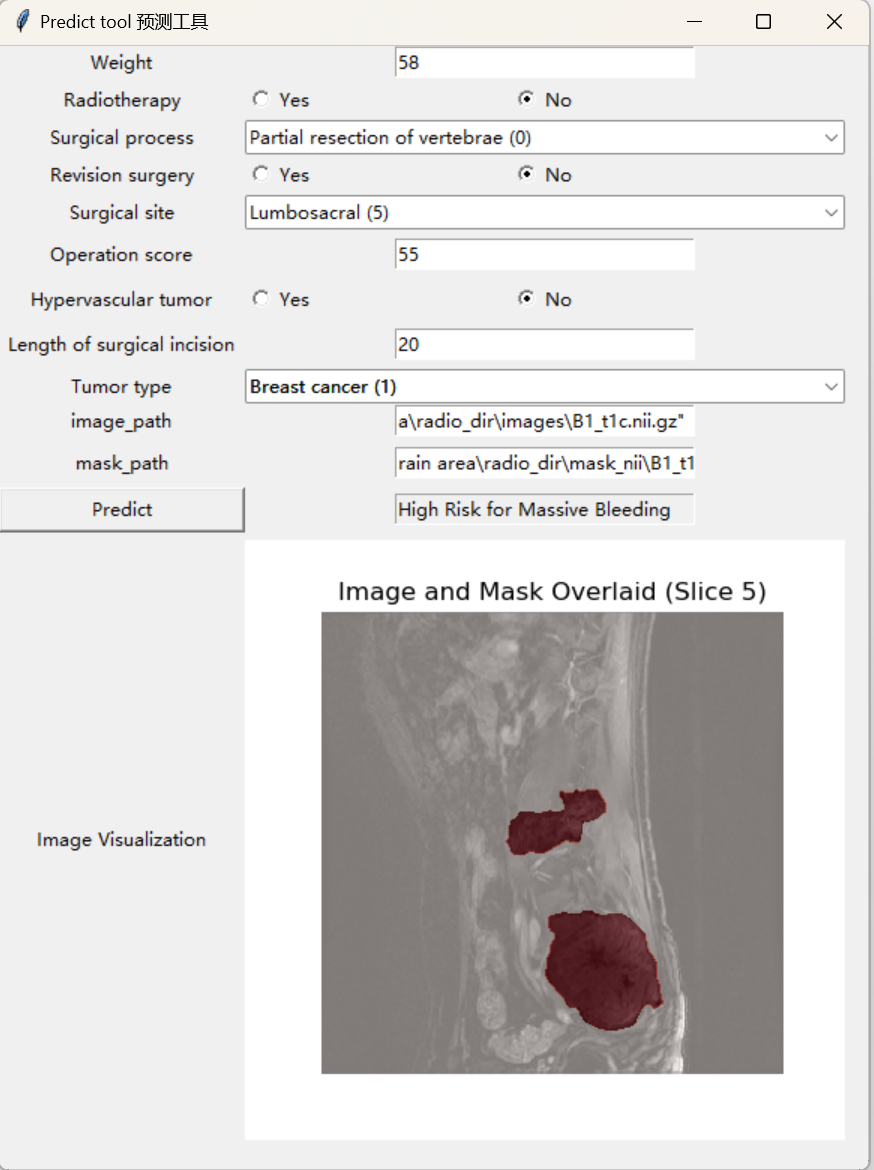 Predict tool 预测工具
Weight 58
Radiotherapy Yes No
Surgical process Partial resection of vertebrae (0)
Revision surgery Yes No
Surgical site Lumbosacral (5)
Operation score 55
Hypervascular tumor Yes No
Length of surgical incision 20
Tumor type Breast cancer (1)
image_path a\radio_dir\images\B1_t1c.nii.gz"
mask_path rain area\radio_dir\mask_nii\B1_t1
Predict High Risk for Massive Bleeding
Image and Mask Overlaid (Slice 5)
Image Visualization